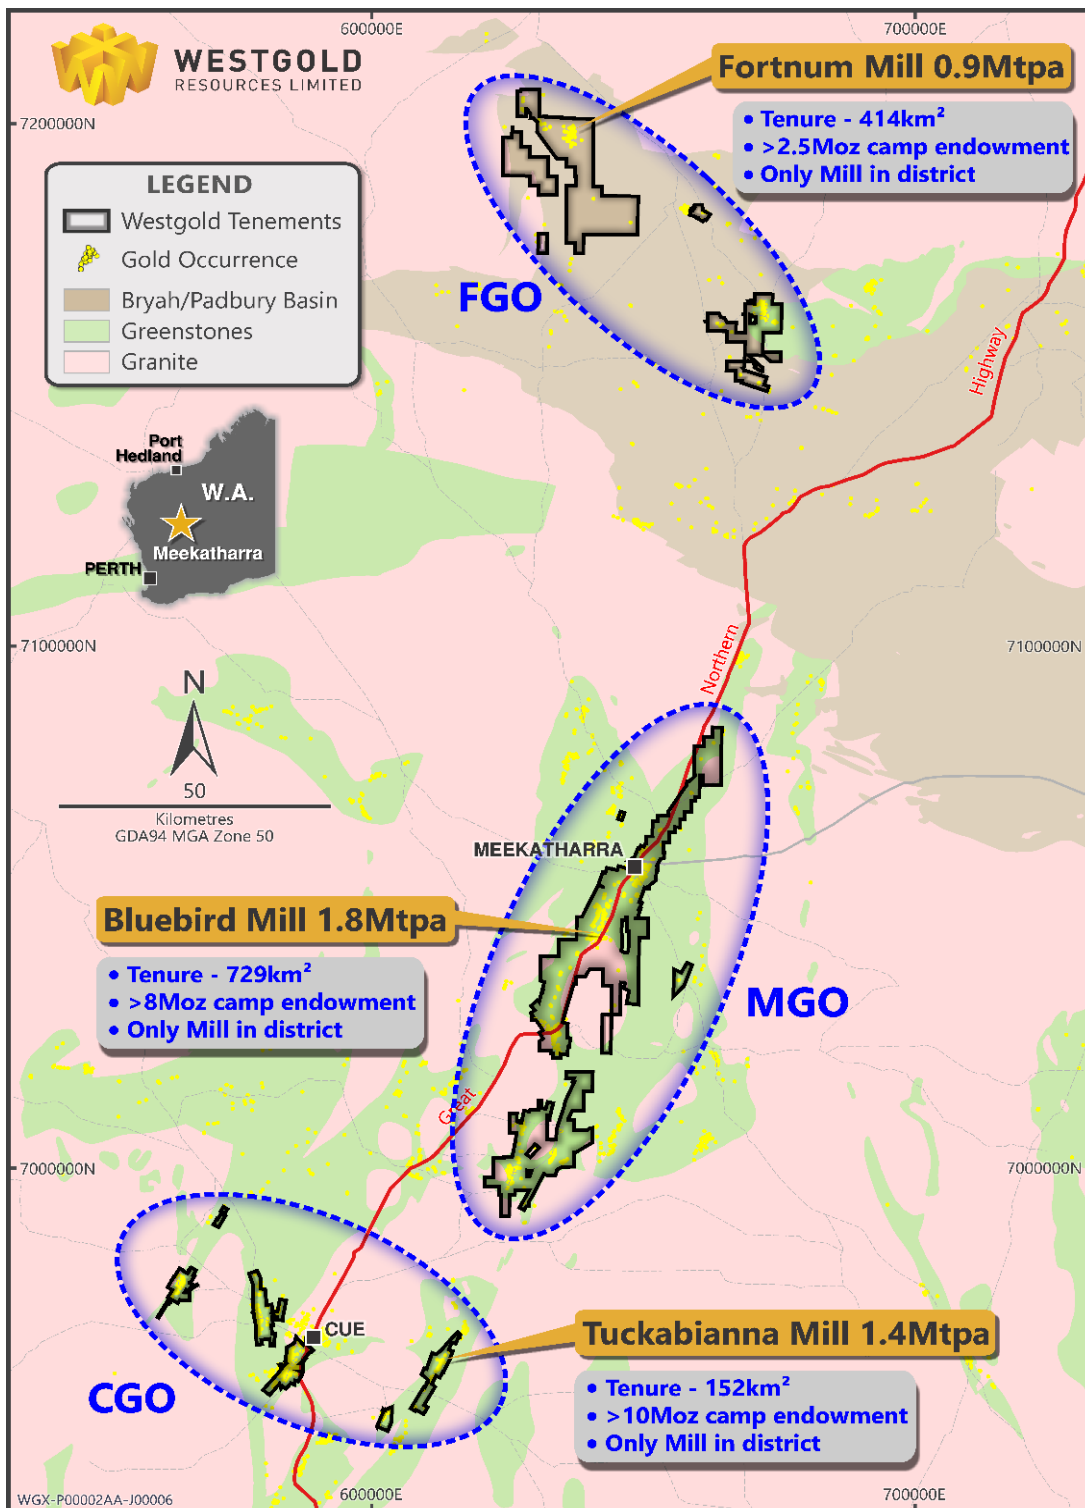 600000E
700000E
WESTGOLD
RESOURCES LIMITED
Fortnum Mill 0.9Mtpa
• Tenure - 414km²
• >2.5Moz camp endowment
• Only Mill in district
7200000N
LEGEND
Westgold Tenements
Gold Occurrence
Bryah/Padbury Basin
Greenstones
Granite
FGO
Highway
Port
Hedland
W.A.
Meekatharra
PERTH
7100000N
7100000N
Northern
N
50
Kilometres
GDA94 MGA Zone 50
MEEKATHARRA
Bluebird Mill 1.8Mtpa
• Tenure - 729km²
• >8Moz camp endowment
• Only Mill in district
MGO
Great
7000000N
7000000N
CUE
Tuckabianna Mill 1.4Mtpa
• Tenure - 152km²
• >10Moz camp endowment
• Only Mill in district
CGO
WGX-P00002AA-J00006
600000E
700000E